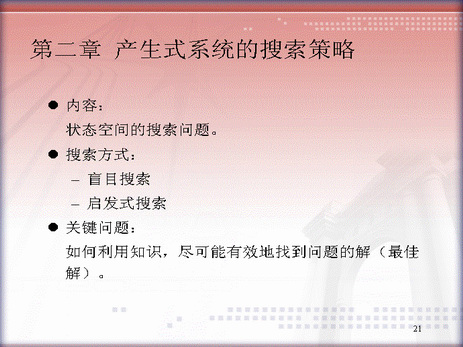 第二章 产生式系统的搜索策略
● 内容：
状态空间的搜索问题。
● 搜索方式：
– 盲目搜索
– 启发式搜索
● 关键问题：
如何利用知识，尽可能有效地找到问题的解（最佳
解）。
21